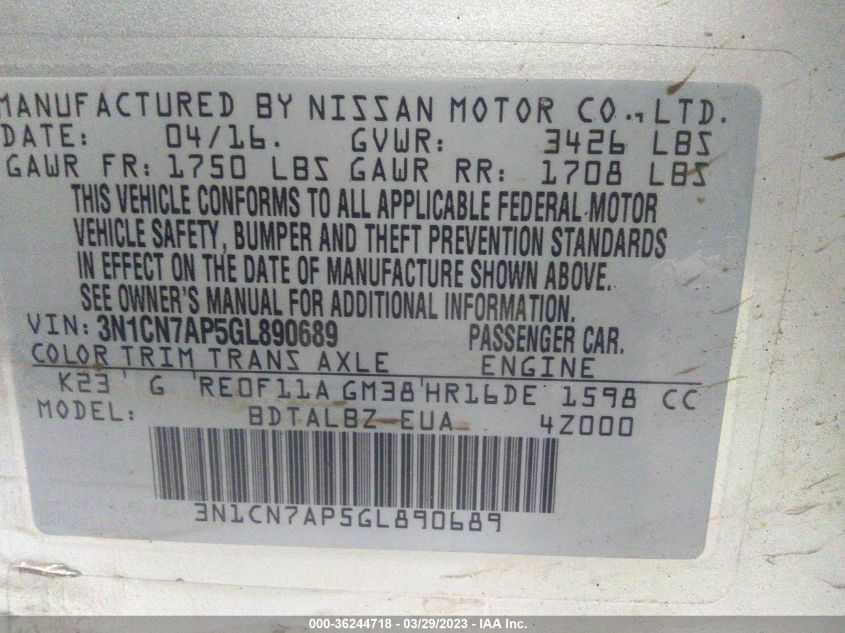 MANUFACTURED BY NISSAN MOTOR CO., LTD.
DATE: 04/16. GVWR: 3426 LBS
GAWR FR: 1750 LBS GAWR RR: 1708 LBS
THIS VEHICLE CONFORMS TO ALL APPLICABLE FEDERAL MOTOR
VEHICLE SAFETY, BUMPER AND THEFT PREVENTION STANDARDS
IN EFFECT ON THE DATE OF MANUFACTURE SHOWN ABOVE.
SEE OWNER'S MANUAL FOR ADDITIONAL INFORMATION.
VIN: 3N1CN7AP5GL890689 PASSENGER CAR.
COLOR TRIM TRANS AXLE ENGINE
K23 G RE0F11A GM38 HR16DE 1598 CC
MODEL: BDTALBZ-EUA 4Z000
3N1CN7AP5GL890689
000-36244718 - 03/29/2023 - IAA Inc.